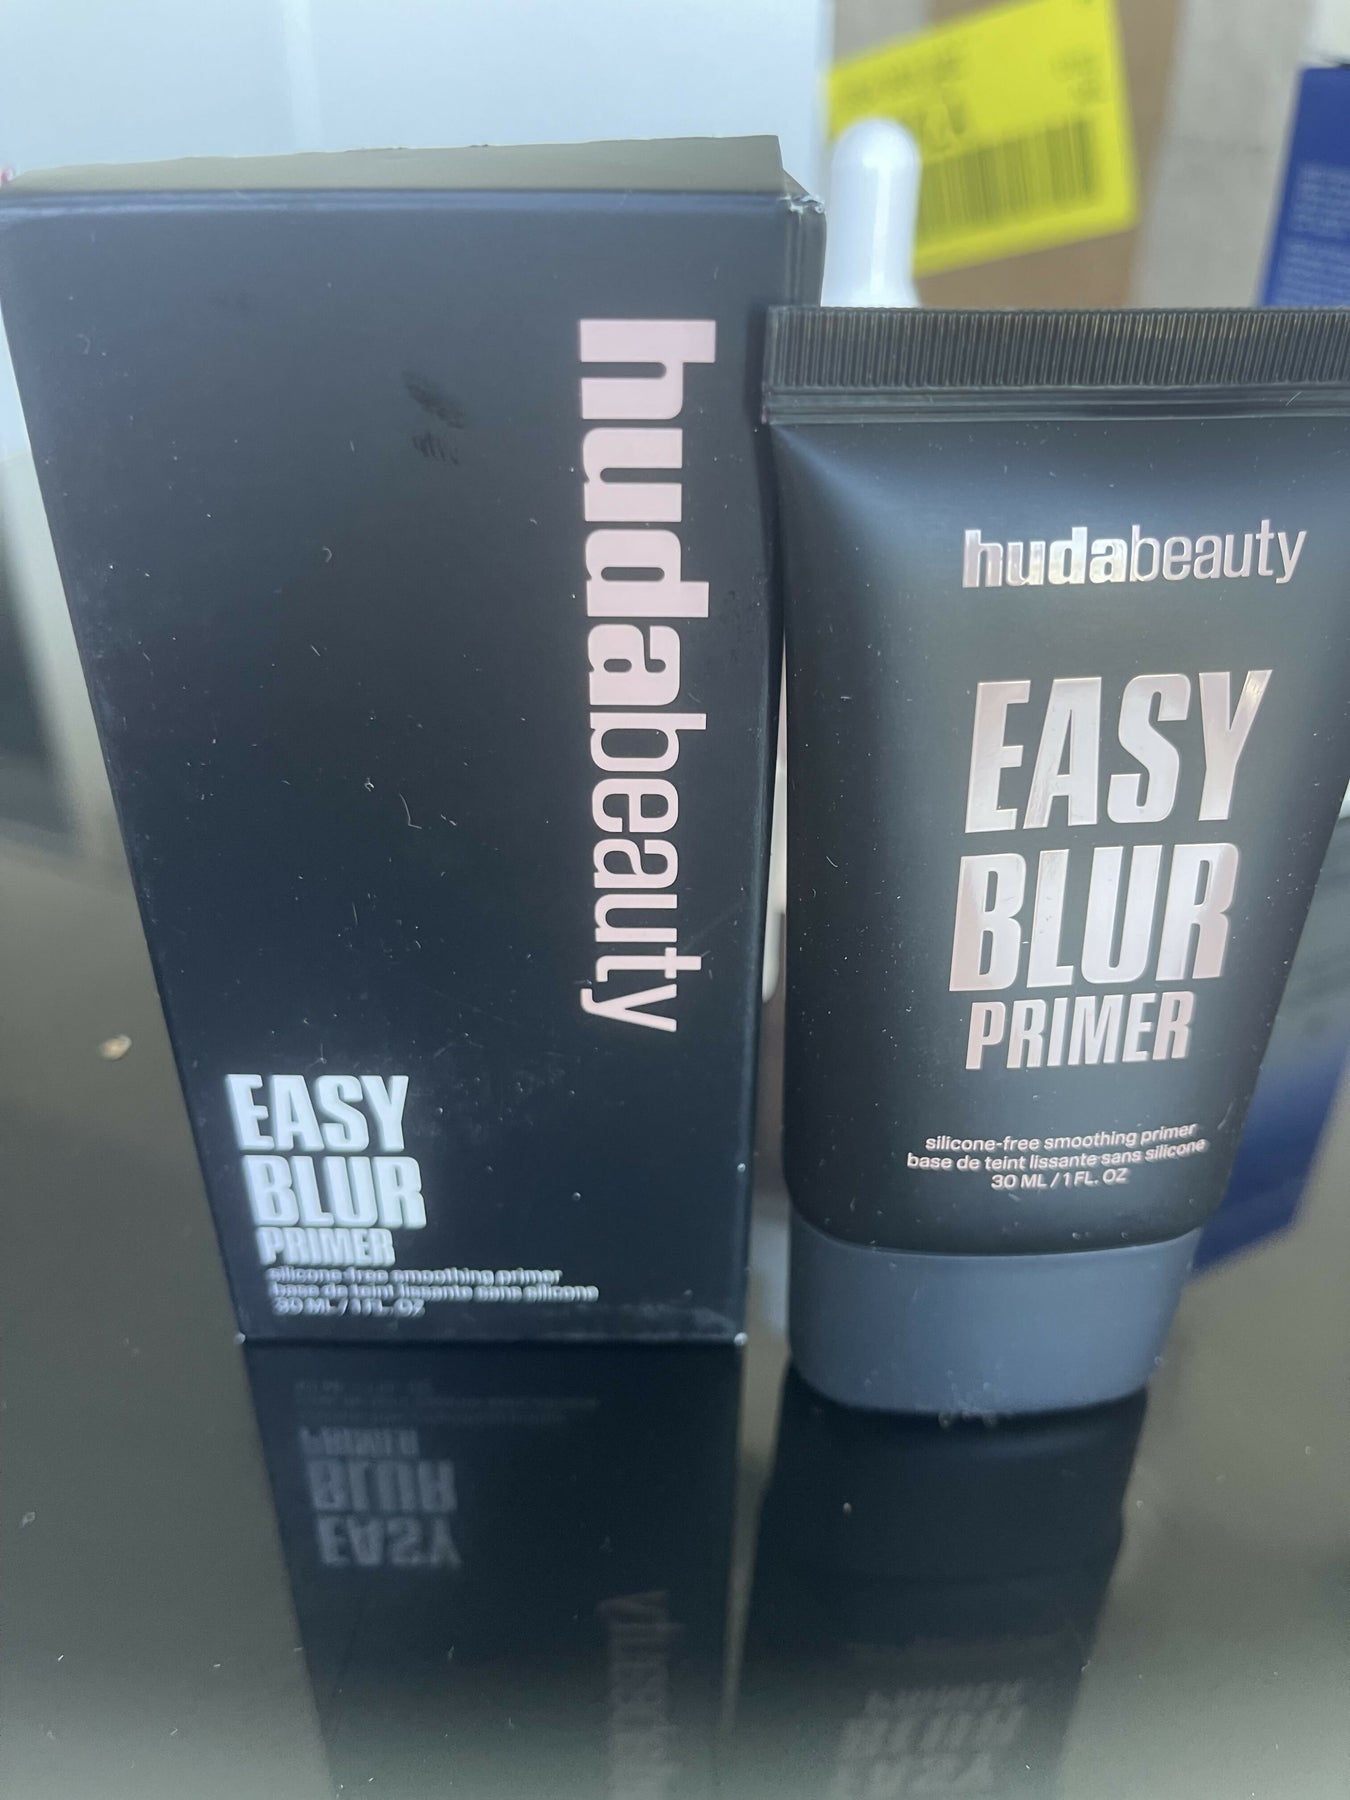 hudabeauty
EASY
BLUR
PRIMER
silicone-free smoothing primer
base de teint lissante sans silicone
30 ML / 1 FL. OZ
hudabeauty
EASY
BLUR
PRIMER
silicone-free smoothing primer
base de teint lissante sans silicone
30 ML / 1 FL. OZ